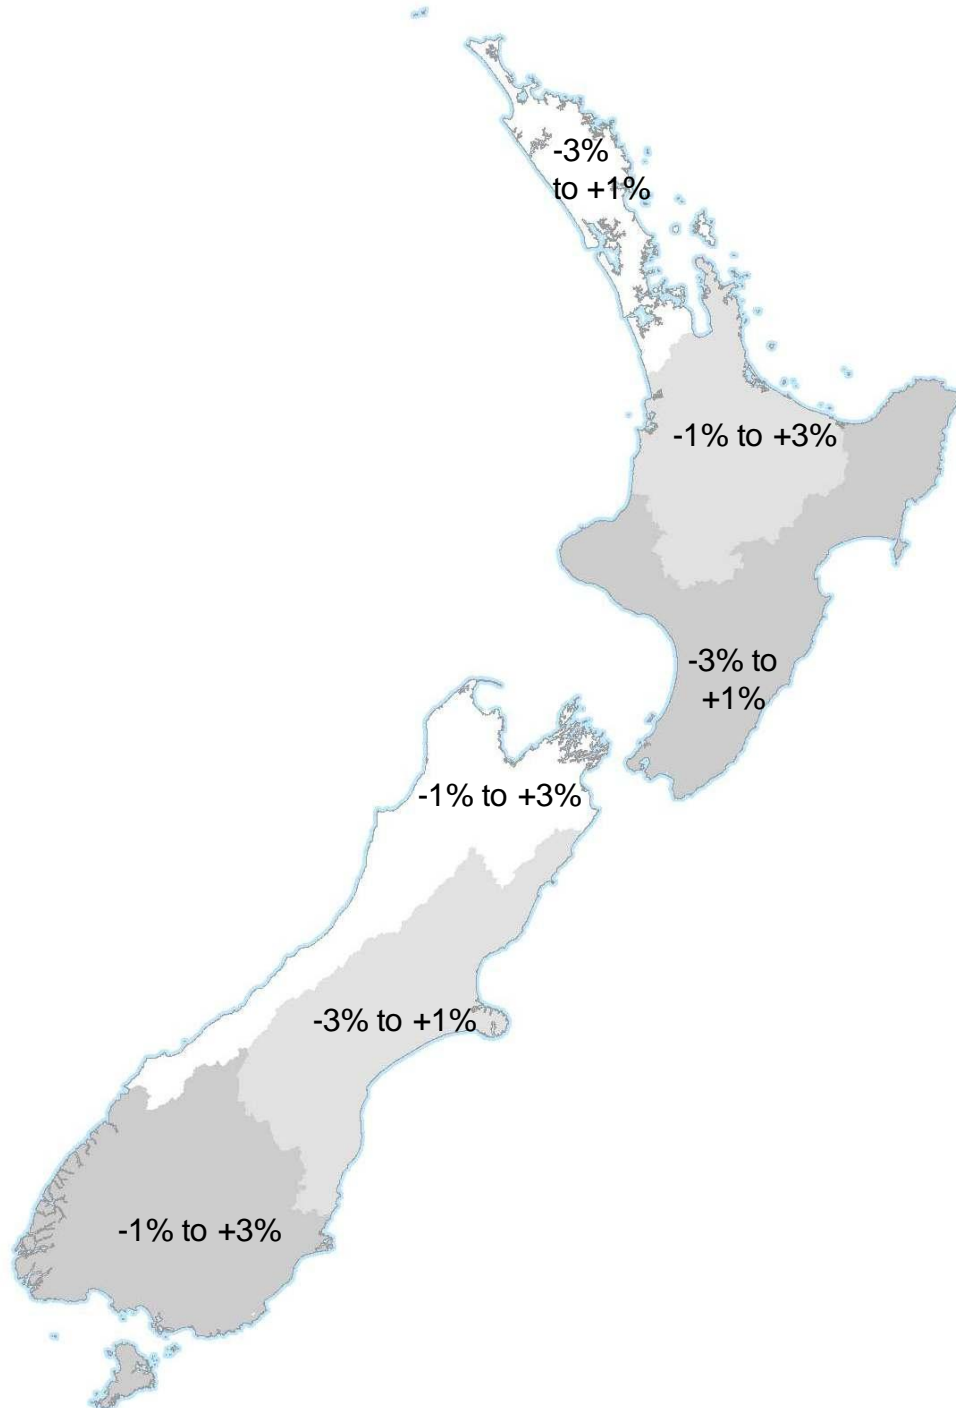 -3%
to +1%
-1% to +3%
-3% to
+1%
-1% to +3%
-3% to +1%
-1% to +3%